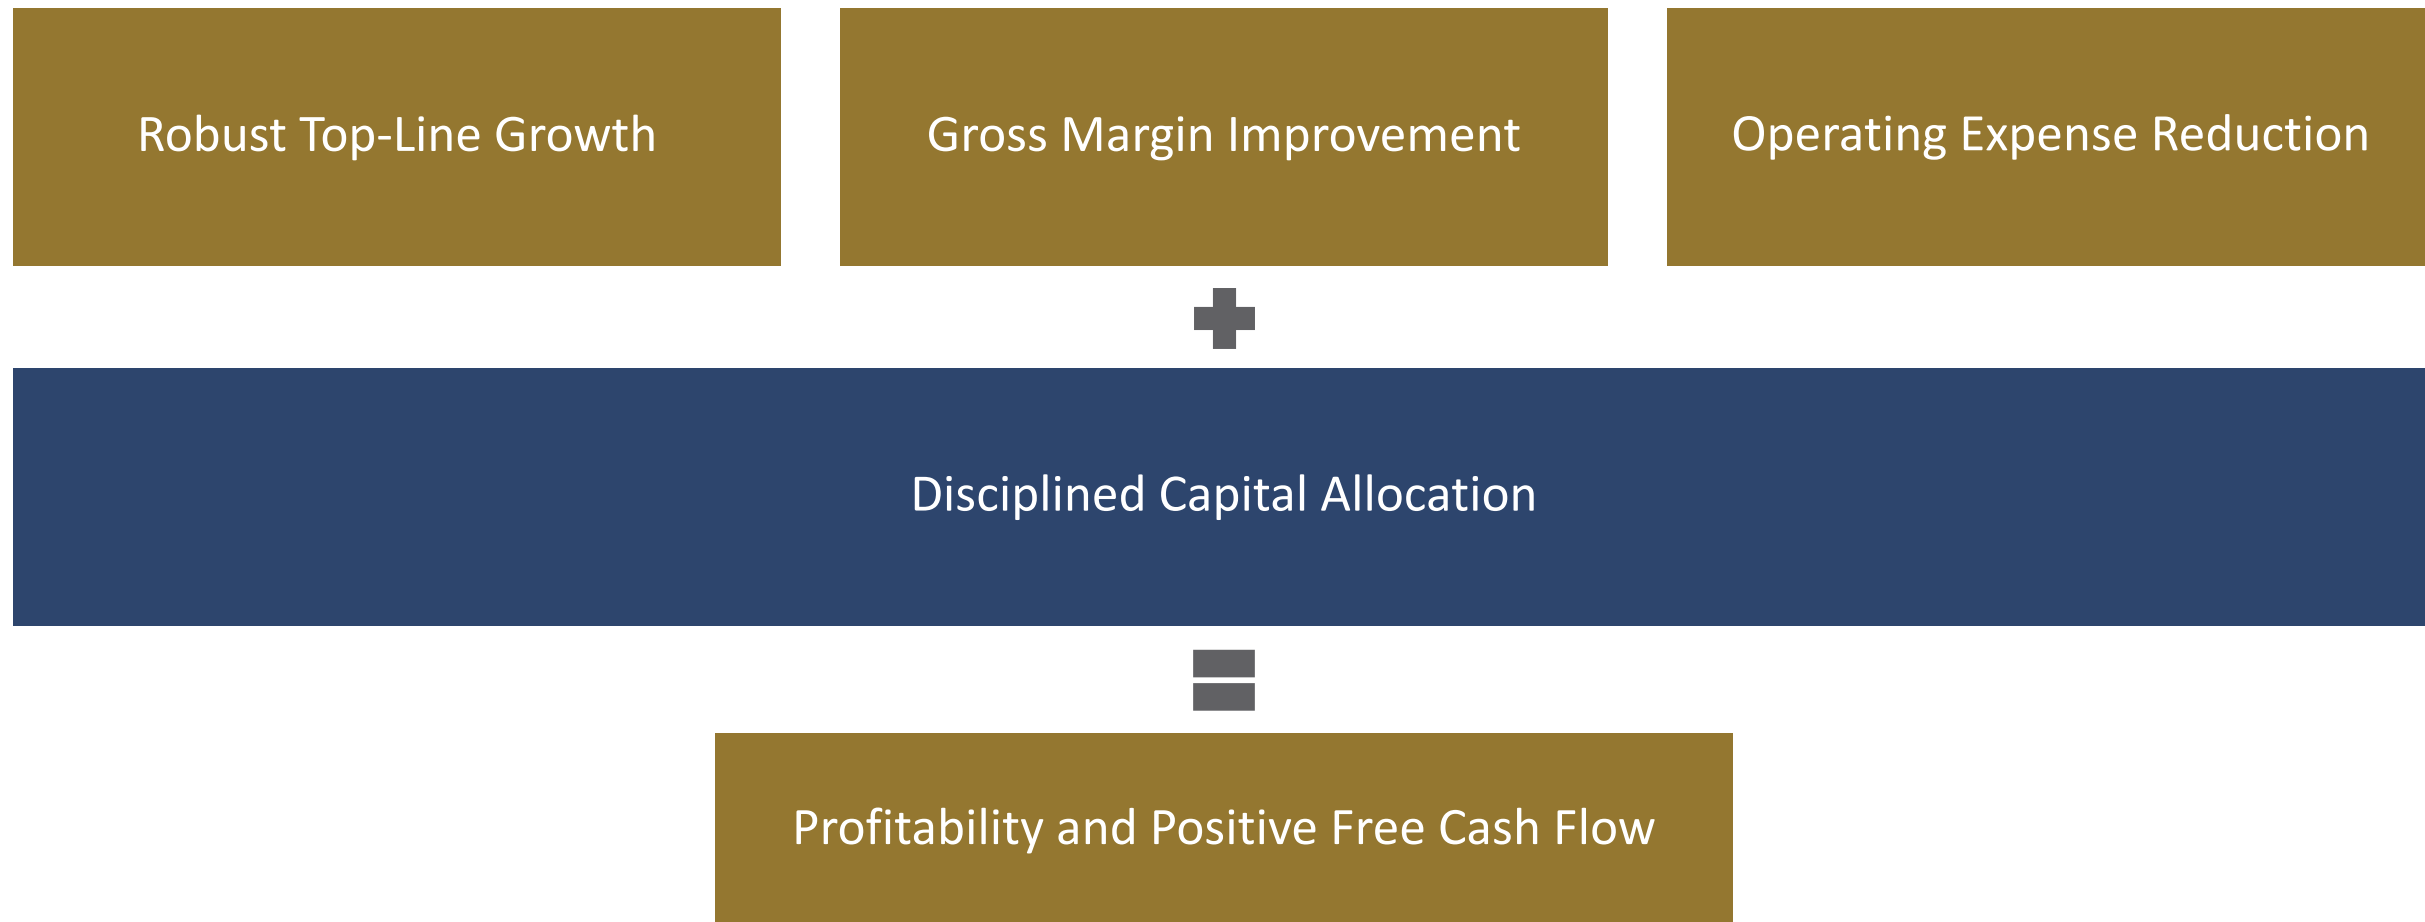 Robust Top-Line Growth
Gross Margin Improvement
Operating Expense Reduction
Disciplined Capital Allocation
Profitability and Positive Free Cash Flow